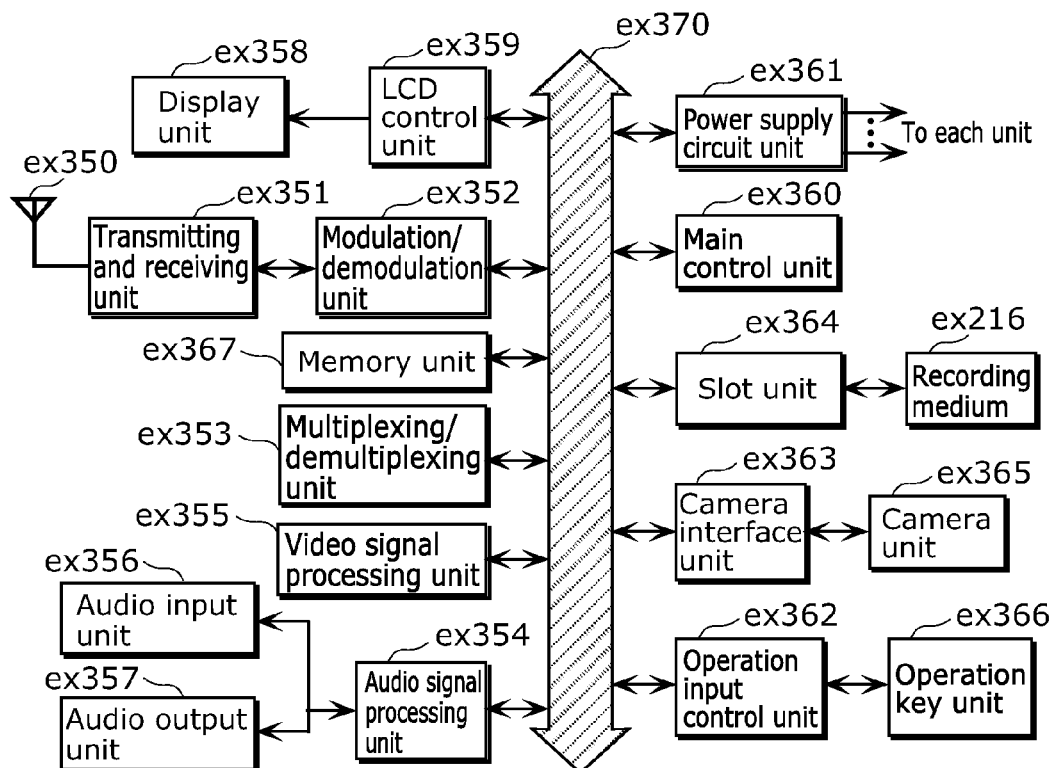 ex370
ex359
ex358
LCD
control
unit
Display
unit
ex361
Power supply
circuit unit
To each unit
ex350
ex351
ex352
Transmitting
and receiving
unit
Modulation/
demodulation
unit
ex360
Main
control unit
ex367
Memory unit
ex364
ex216
Slot unit
Recording
medium
ex353
Multiplexing/
demultiplexing
unit
ex363
ex365
Camera
interface
unit
Camera
unit
ex355
Video signal
processing unit
ex356
Audio input
unit
ex354
ex362
ex366
Audio signal
processing
unit
Operation
input
control unit
Operation
key unit
ex357
Audio output
unit